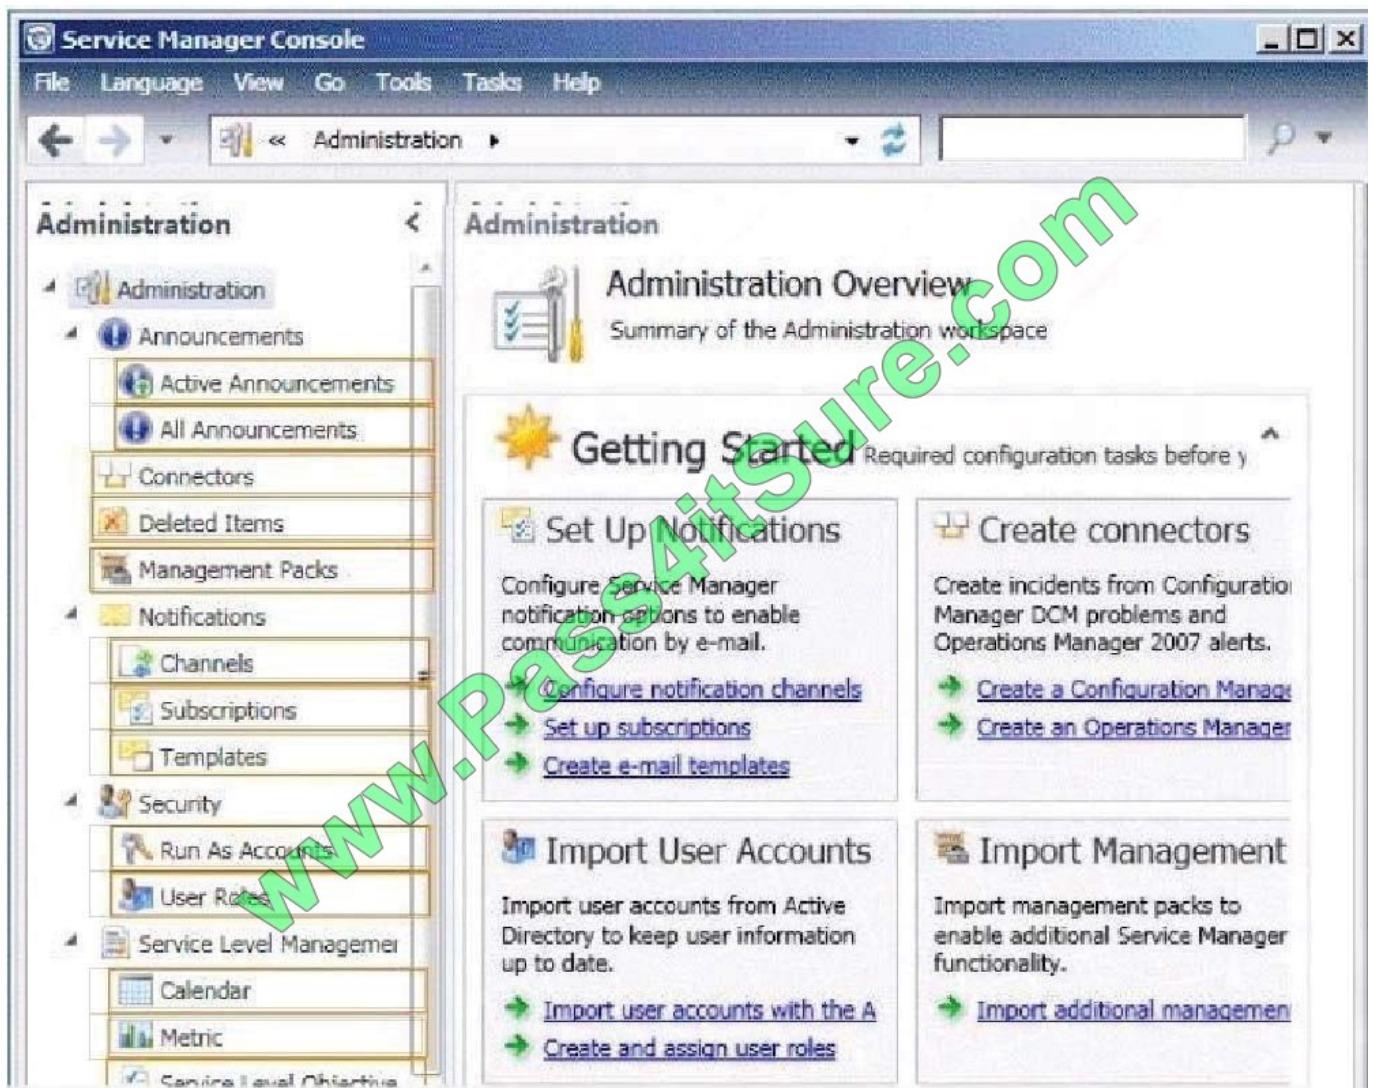 Service Manager Console
File Language View Go Tools Tasks Help
« Administration
Administration
Administration
Announcements
Active Announcements
All Announcements
Connectors
Deleted Items
Management Packs
Notifications
Channels
Subscriptions
Templates
Security
Run As Accounts
User Roles
Service Level Managemer
Calendar
Metric
Service Level Objective
Administration
Administration Overview
Summary of the Administration workspace
Getting Started Required configuration tasks before y
Set Up Notifications
Configure Service Manager
notification options to enable
communication by e-mail.
Configure notification channels
Set up subscriptions
Create e-mail templates
Create connectors
Create incidents from Configuratio
Manager DCM problems and
Operations Manager 2007 alerts.
Create a Configuration Manage
Create an Operations Manager
Import User Accounts
Import user accounts from Active
Directory to keep user information
up to date.
Import user accounts with the A
Create and assign user roles
Import Management
Import management packs to
enable additional Service Manager
functionality.
Import additional managemen
www.Pass4itSure.com